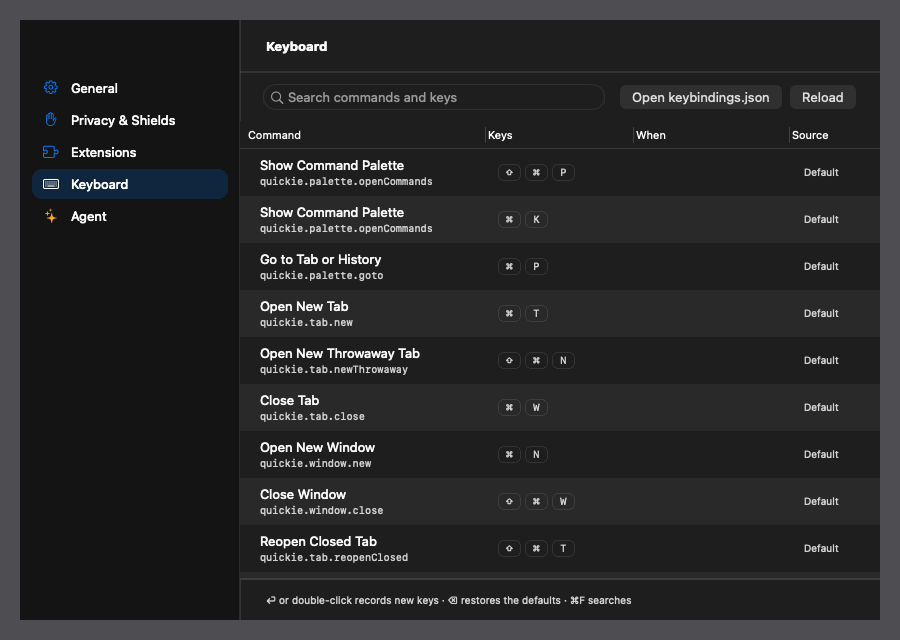 Keyboard
General
Privacy & Shields
Extensions
Keyboard
Agent
Search commands and keys
Open keybindings.json
Reload
Command Keys When Source
Show Command Palette
quickie.palette.openCommands
⇧ ⌘ P
Default
Show Command Palette
quickie.palette.openCommands
⌘ K
Default
Go to Tab or History
quickie.palette.goto
⌘ P
Default
Open New Tab
quickie.tab.new
⌘ T
Default
Open New Throwaway Tab
quickie.tab.newThrowaway
⇧ ⌘ N
Default
Close Tab
quickie.tab.close
⌘ W
Default
Open New Window
quickie.window.new
⌘ N
Default
Close Window
quickie.window.close
⇧ ⌘ W
Default
Reopen Closed Tab
quickie.tab.reopenClosed
⇧ ⌘ T
Default
⏎ or double-click records new keys · ⌫ restores the defaults · ⌘F searches